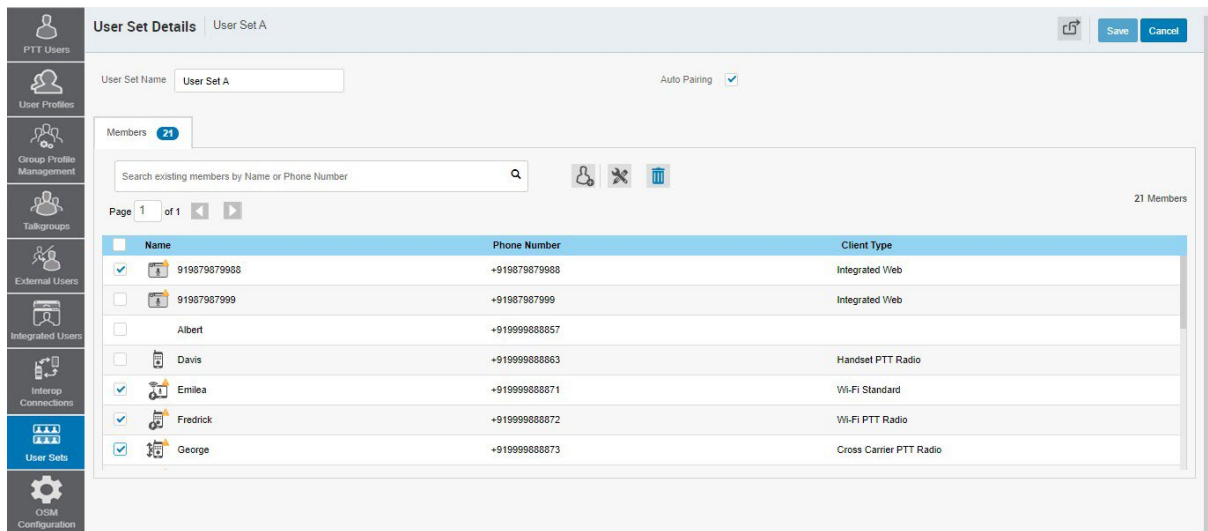 PTT Users
User Profiles
Group Profile
Management
Talkgroups
External Users
Integrated Users
Interop
Connections
User Sets
OSM
Configuration
User Set Details User Set A
Save Cancel
User Set Name User Set A Auto Pairing
Members 21
Search existing members by Name or Phone Number
21 Members
Page 1 of 1
Name Phone Number Client Type
919879879988 +919879879988 Integrated Web
91987987999 +91987987999 Integrated Web
Albert +919999888857
Davis +919999888863 Handset PTT Radio
Emilea +919999888871 Wi-Fi Standard
Fredrick +919999888872 Wi-Fi PTT Radio
George +919999888873 Cross Carrier PTT Radio